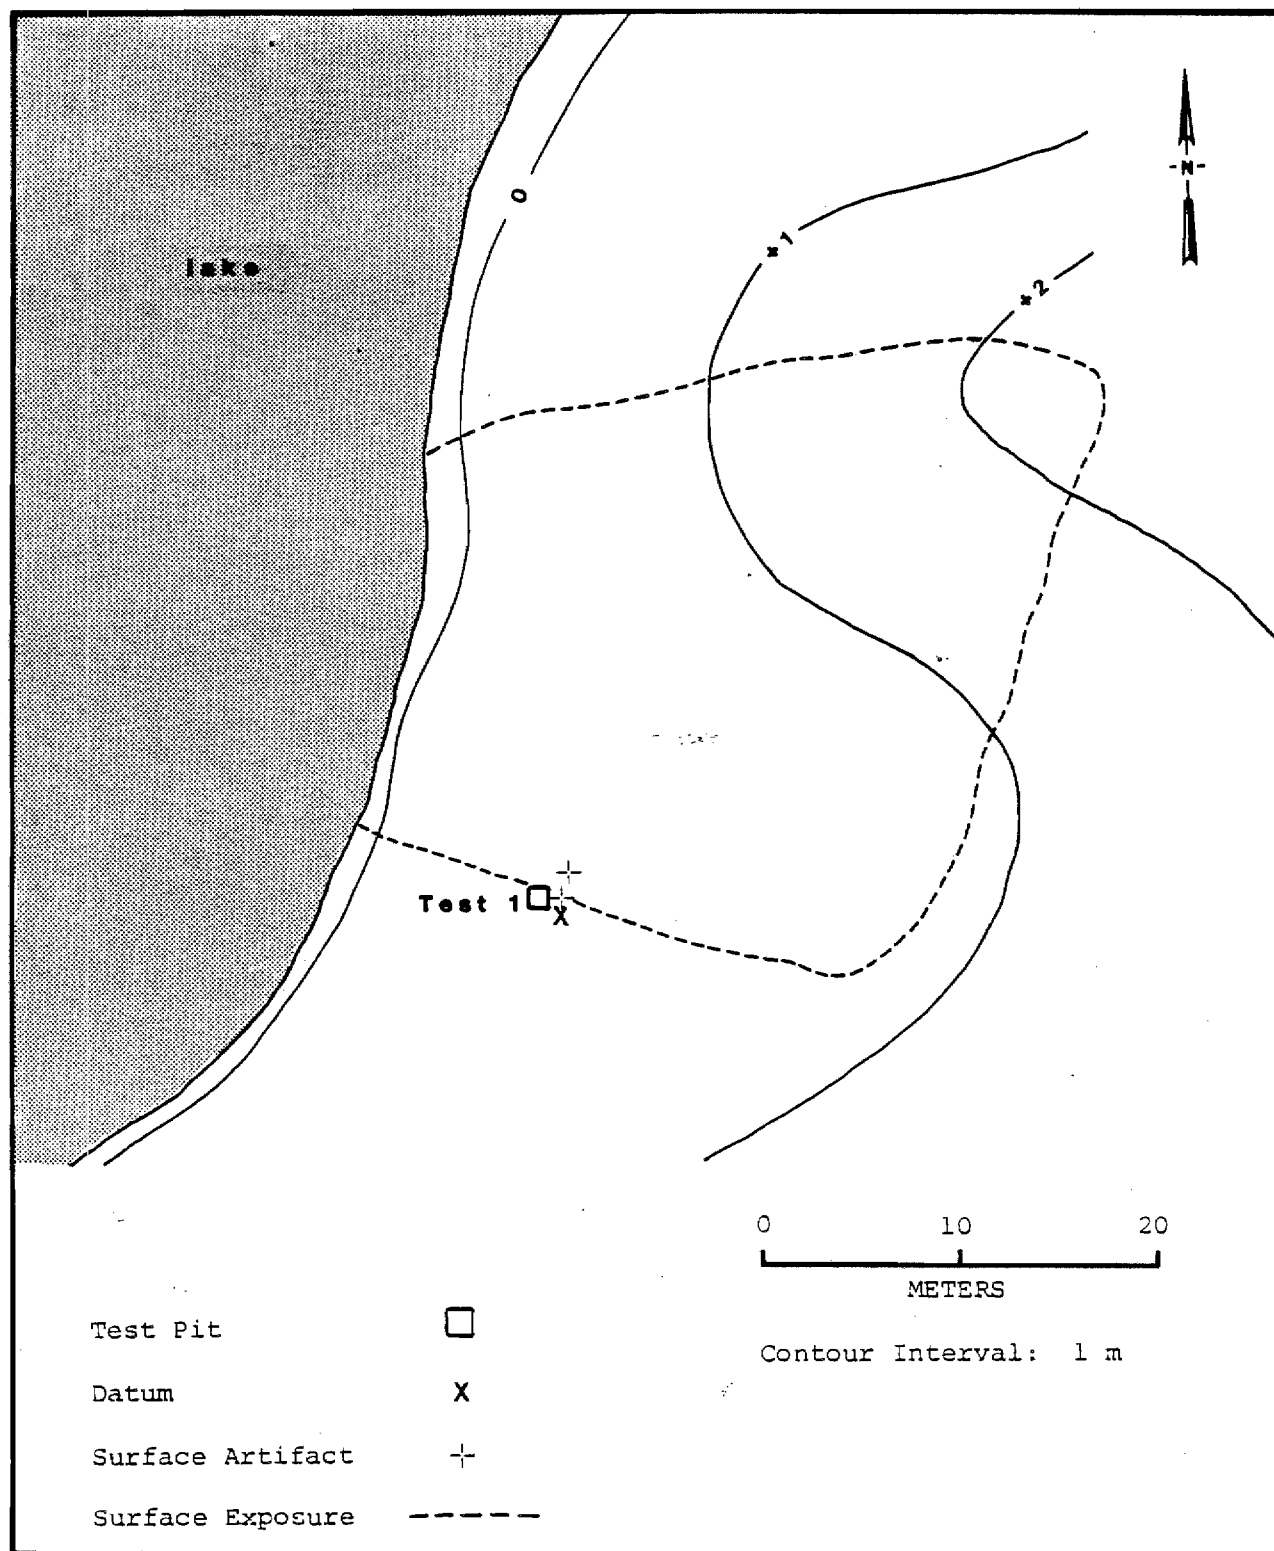 0
-N-
x 1
lake
x 2
Test 1
X
0 10 20
METERS
Test Pit
Contour Interval: 1 m
Datum X
Surface Artifact
Surface Exposure